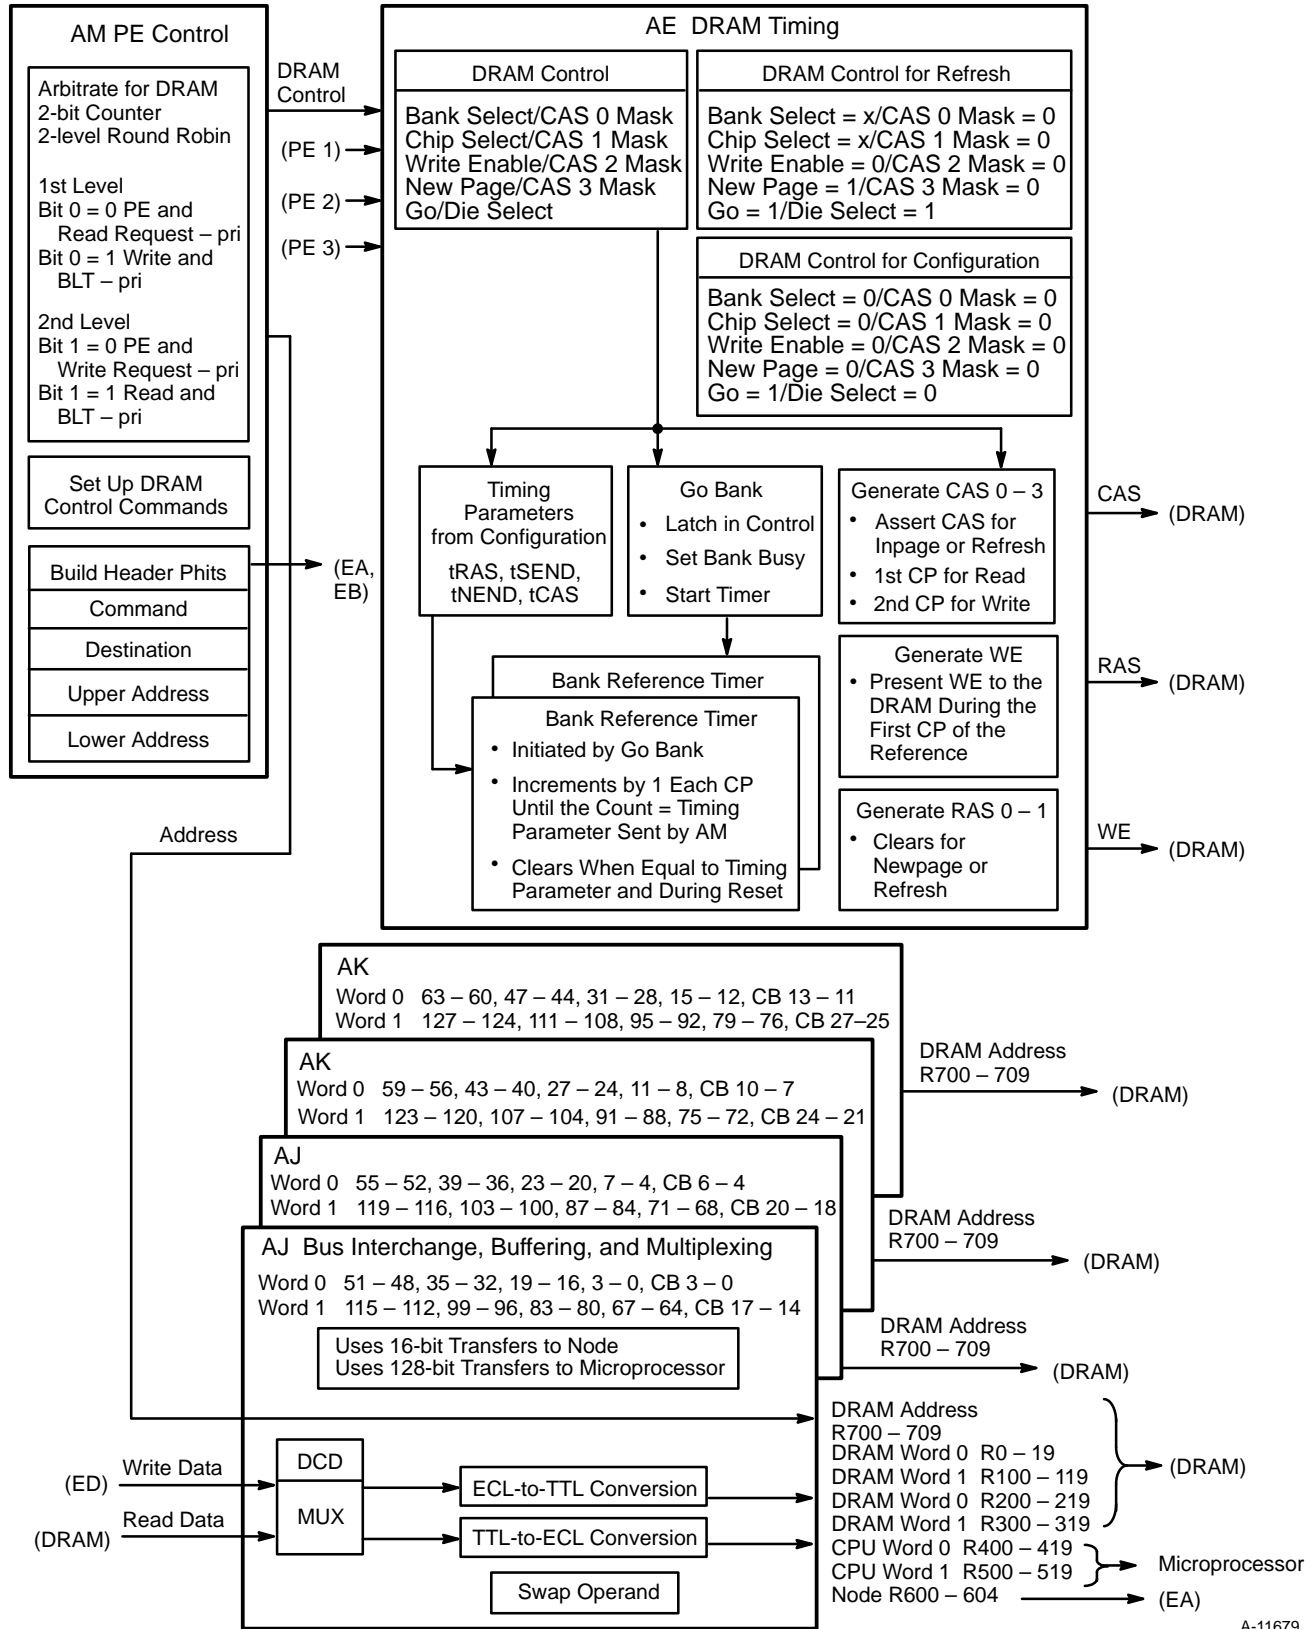 AM PE Control
Arbitrate for DRAM
2-bit Counter
2-level Round Robin
1st Level
Bit 0 = 0 PE and
Read Request – pri
Bit 0 = 1 Write and
BLT – pri
2nd Level
Bit 1 = 0 PE and
Write Request – pri
Bit 1 = 1 Read and
BLT – pri
Set Up DRAM
Control Commands
Build Header Phits
Command
Destination
Upper Address
Lower Address
DRAM
Control
(PE 1)
(PE 2)
(PE 3)
(EA,
EB)
Address
AE DRAM Timing
DRAM Control
Bank Select/CAS 0 Mask
Chip Select/CAS 1 Mask
Write Enable/CAS 2 Mask
New Page/CAS 3 Mask
Go/Die Select
DRAM Control for Refresh
Bank Select = x/CAS 0 Mask = 0
Chip Select = x/CAS 1 Mask = 0
Write Enable = 0/CAS 2 Mask = 0
New Page = 1/CAS 3 Mask = 0
Go = 1/Die Select = 1
DRAM Control for Configuration
Bank Select = 0/CAS 0 Mask = 0
Chip Select = 0/CAS 1 Mask = 0
Write Enable = 0/CAS 2 Mask = 0
New Page = 0/CAS 3 Mask = 0
Go = 1/Die Select = 0
Timing
Parameters
from Configuration
tRAS, tSEND,
tNEND, tCAS
Go Bank
• Latch in Control
• Set Bank Busy
• Start Timer
Generate CAS 0 – 3
• Assert CAS for
Inpage or Refresh
• 1st CP for Read
• 2nd CP for Write
Generate WE
• Present WE to the
DRAM During the
First CP of the
Reference
Generate RAS 0 – 1
• Clears for
Newpage or
Refresh
Bank Reference Timer
Bank Reference Timer
• Initiated by Go Bank
• Increments by 1 Each CP
Until the Count = Timing
Parameter Sent by AM
• Clears When Equal to Timing
Parameter and During Reset
CAS
(DRAM)
RAS
(DRAM)
WE
(DRAM)
AK
Word 0 63 – 60, 47 – 44, 31 – 28, 15 – 12, CB 13 – 11
Word 1 127 – 124, 111 – 108, 95 – 92, 79 – 76, CB 27–25
DRAM Address
R700 – 709
(DRAM)
AK
Word 0 59 – 56, 43 – 40, 27 – 24, 11 – 8, CB 10 – 7
Word 1 123 – 120, 107 – 104, 91 – 88, 75 – 72, CB 24 – 21
DRAM Address
R700 – 709
(DRAM)
AJ
Word 0 55 – 52, 39 – 36, 23 – 20, 7 – 4, CB 6 – 4
Word 1 119 – 116, 103 – 100, 87 – 84, 71 – 68, CB 20 – 18
DRAM Address
R700 – 709
(DRAM)
AJ Bus Interchange, Buffering, and Multiplexing
Word 0 51 – 48, 35 – 32, 19 – 16, 3 – 0, CB 3 – 0
Word 1 115 – 112, 99 – 96, 83 – 80, 67 – 64, CB 17 – 14
Uses 16-bit Transfers to Node
Uses 128-bit Transfers to Microprocessor
(ED)
Write Data
(DRAM)
Read Data
DCD
MUX
ECL-to-TTL Conversion
TTL-to-ECL Conversion
Swap Operand
DRAM Address
R700 – 709
DRAM Word 0 R0 – 19
DRAM Word 1 R100 – 119
DRAM Word 0 R200 – 219
DRAM Word 1 R300 – 319
(DRAM)
CPU Word 0 R400 – 419
CPU Word 1 R500 – 519
Microprocessor
Node R600 – 604
(EA)
A-11679